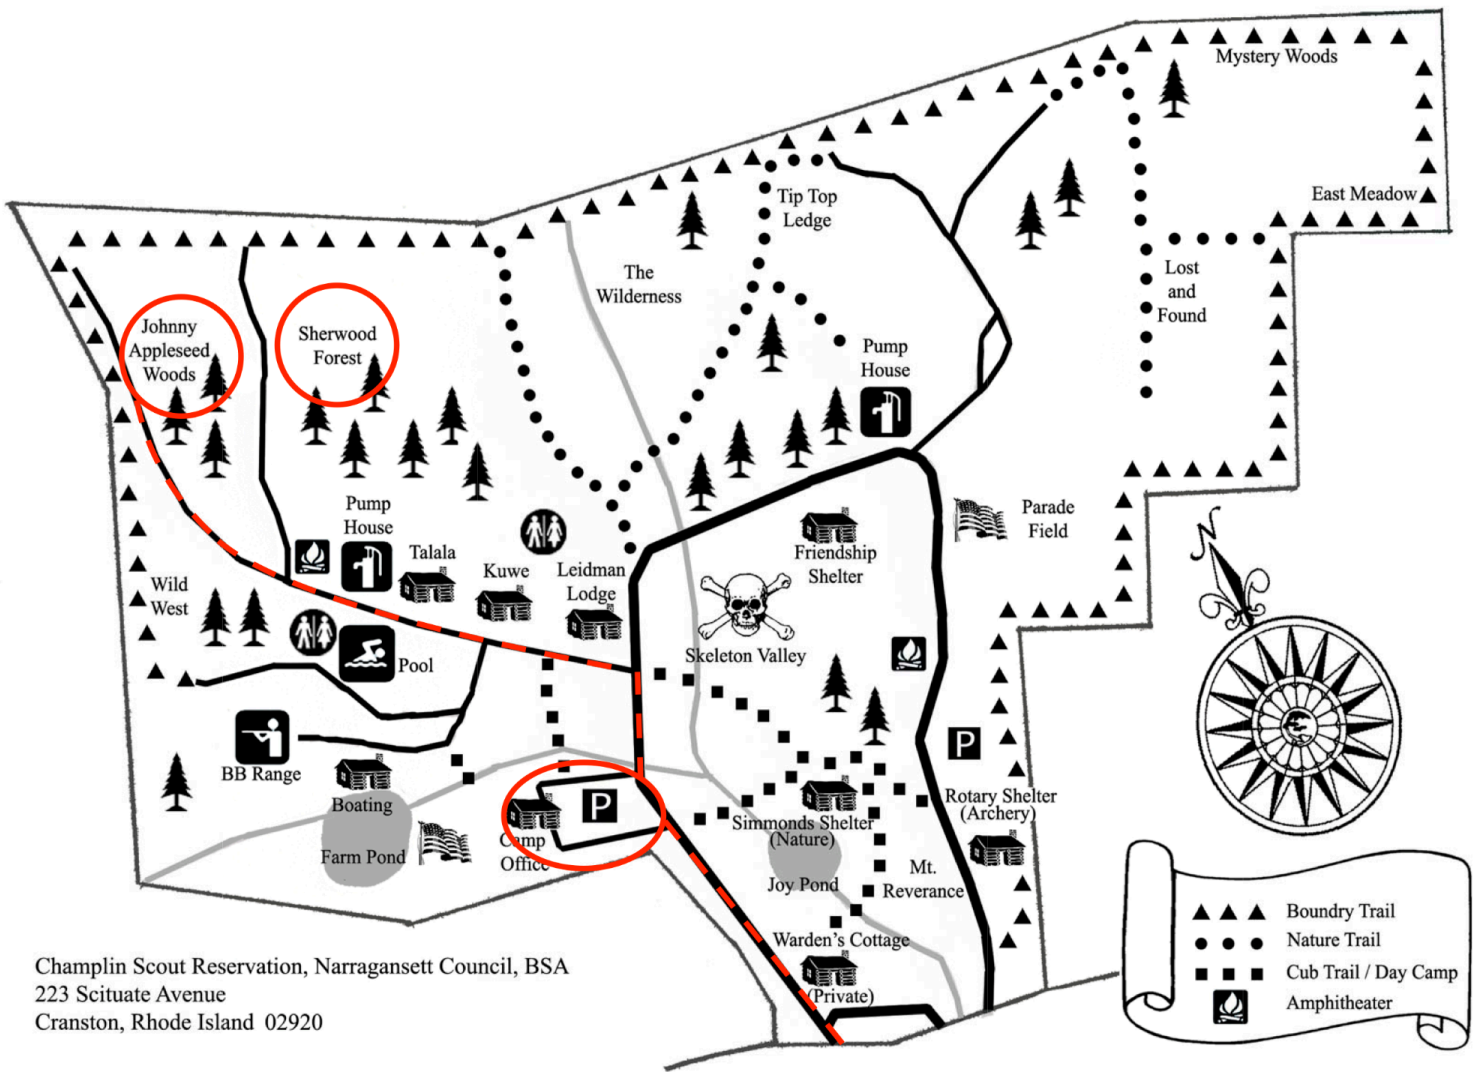 Mystery Woods
East Meadow
Tip Top
Ledge
The
Wilderness
Lost
and
Found
Johnny
Appleseed
Woods
Sherwood
Forest
Pump
House
Pump
House
Talala
Kuwe
Leidman
Lodge
Friendship
Shelter
Parade
Field
N
Wild
West
Skeleton Valley
Pool
BB Range
Boating
Farm Pond
P
Camp
Office
P
Simmonds Shelter
(Nature)
Joy Pond
Rotary Shelter
(Archery)
Mt.
Reverance
Warden's Cottage
(Private)
Boundry Trail
Nature Trail
Cub Trail / Day Camp
Amphitheater
Champlin Scout Reservation, Narragansett Council, BSA
223 Scituate Avenue
Cranston, Rhode Island 02920